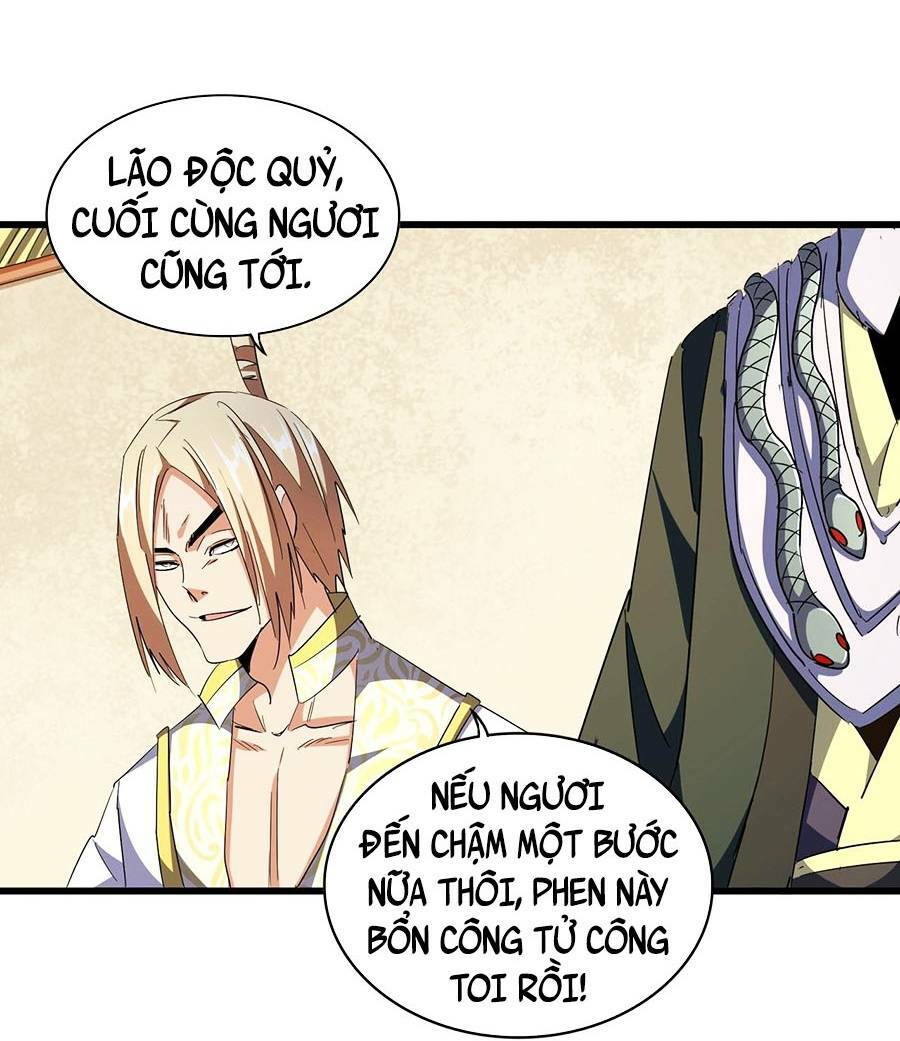 LÃO ĐỘC QUỶ,
CUỐI CÙNG NGƯƠI
CŨNG TỚI.
NẾU NGƯƠI
ĐẾN CHẬM MỘT BƯỚC
NỮA THÔI, PHEN NÀY
BỔN CÔNG TỬ CÔNG
TOI RỒI!